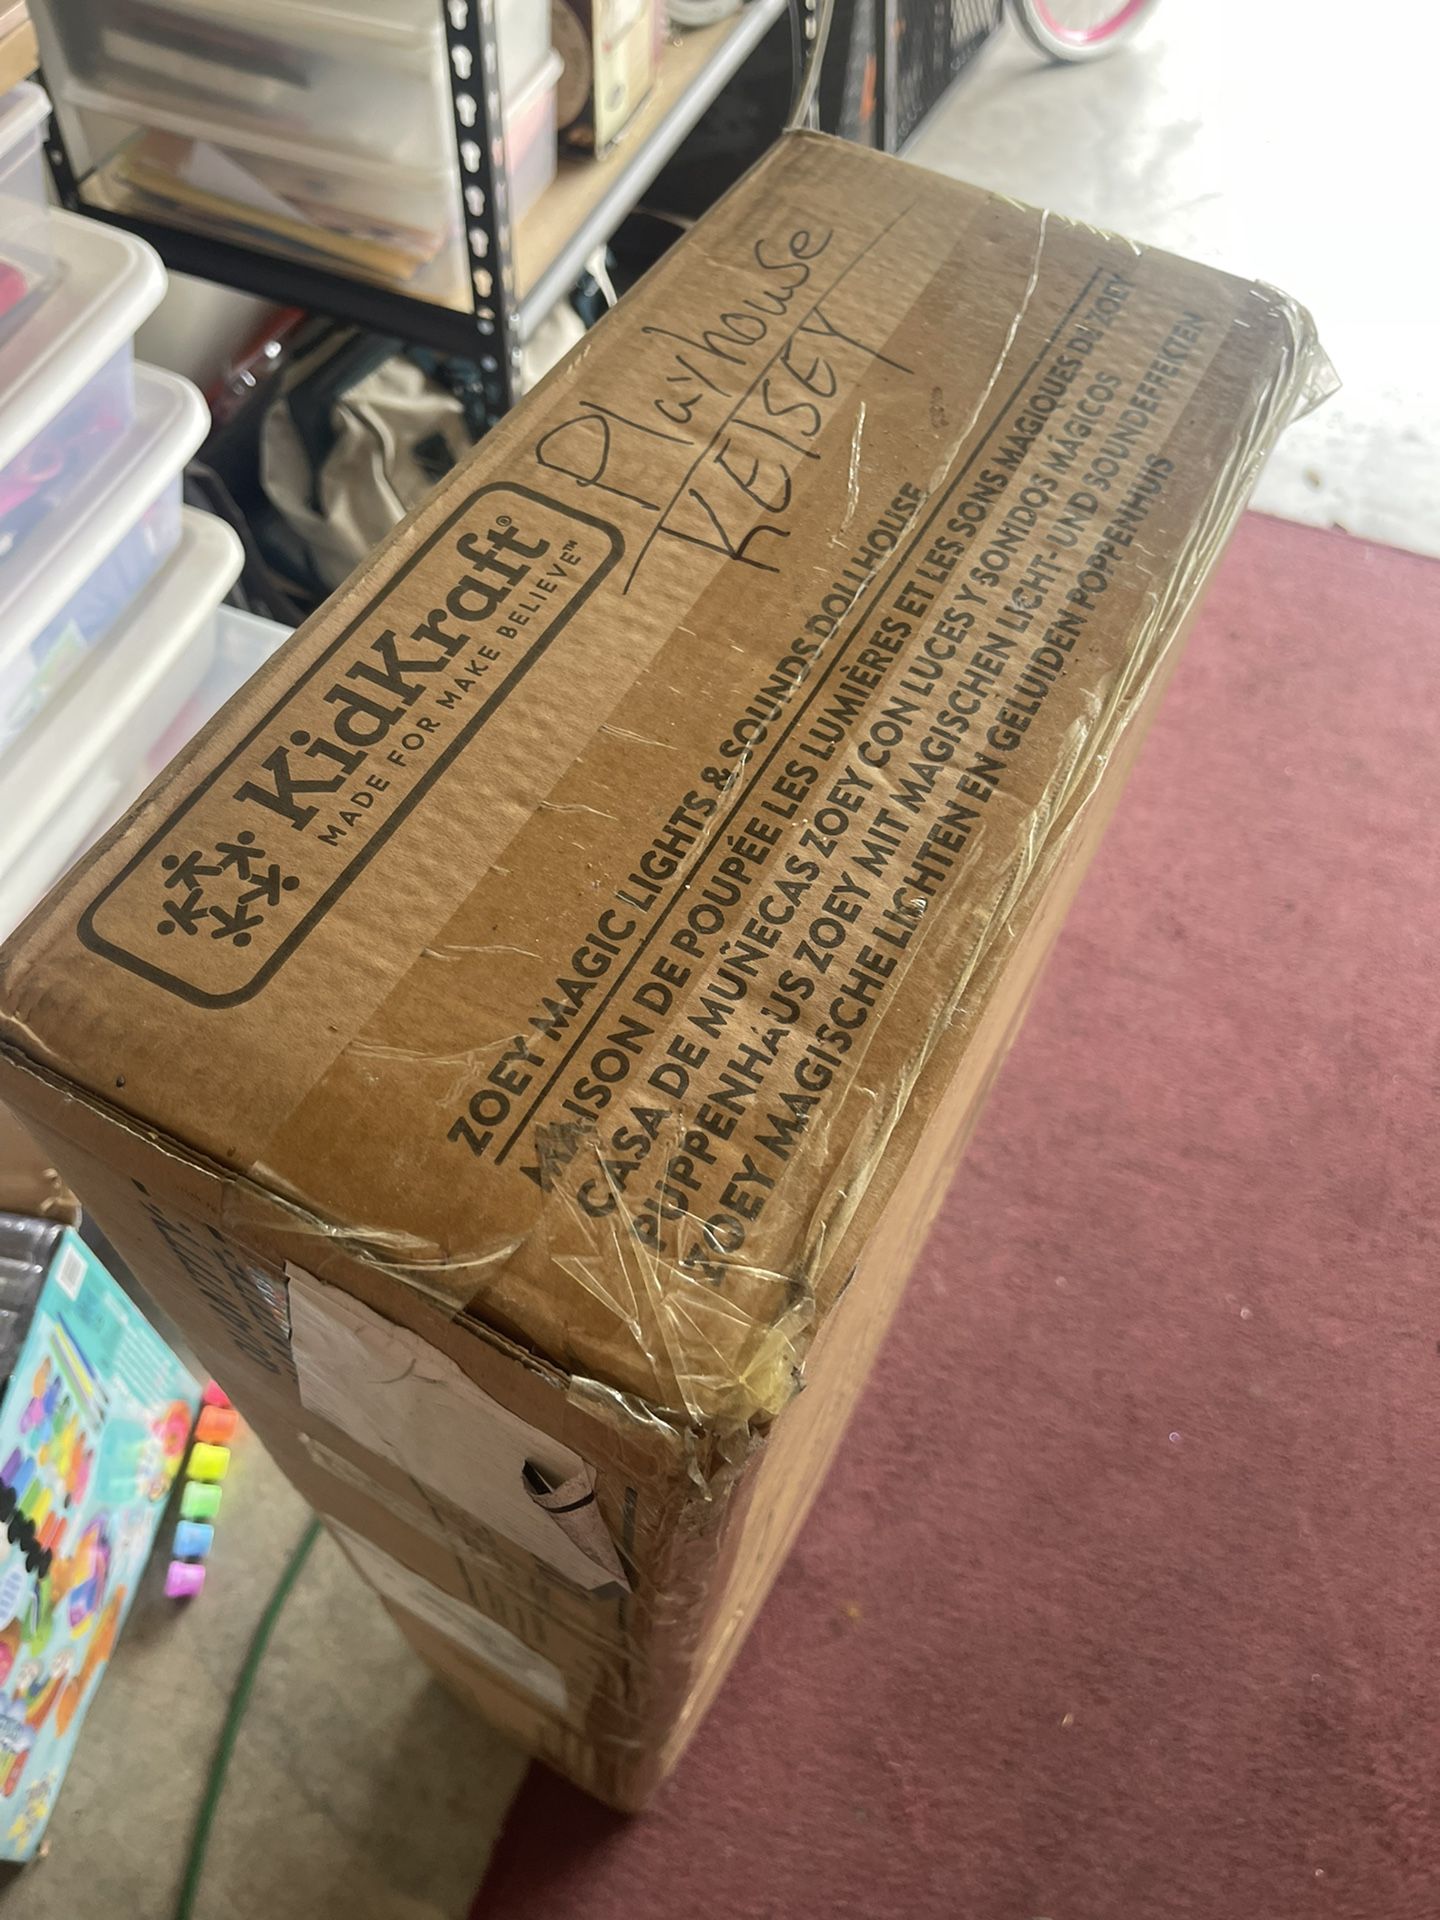 Playhouse
KEISEY
KidKraft®
MADE FOR MAKE BELIEVE™
ZOEY MAGIC LIGHTS & SOUNDS DOLLHOUSE
MAISON DE POUPÉE LES LUMIÈRES ET LES SONS MAGIQUES DE ZOEY
CASA DE MUÑECAS ZOEY CON LUCES Y SONIDOS MÁGICOS
PUPPENHAUS ZOEY MIT MAGISCHEN LICHT-UND SOUNDEFFEKTEN
ZOEY MAGISCHE LICHTEN EN GELUIDEN POPPENHUIS